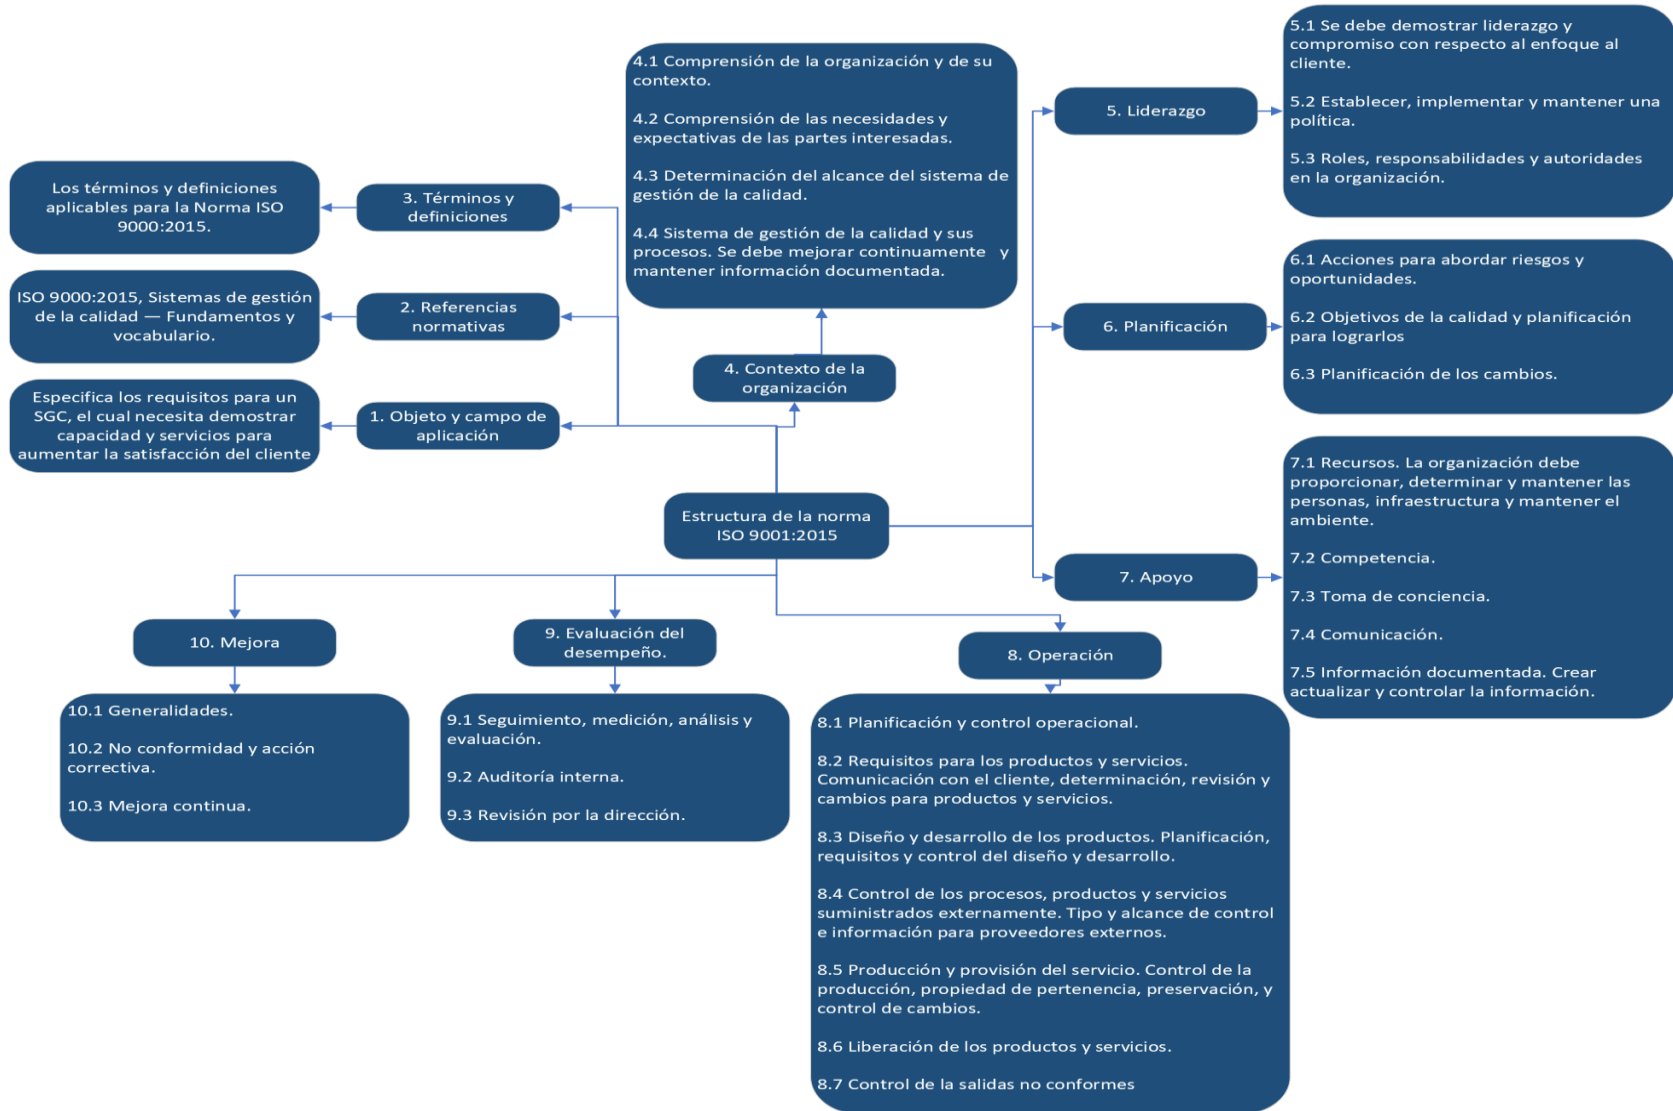 Estructura de la norma
ISO 9001:2015
1. Objeto y campo de
aplicación
Especifica los requisitos para un
SGC, el cual necesita demostrar
capacidad y servicios para
aumentar la satisfacción del cliente
2. Referencias
normativas
ISO 9000:2015, Sistemas de gestión
de la calidad — Fundamentos y
vocabulario.
3. Términos y
definiciones
Los términos y definiciones
aplicables para la Norma ISO
9000:2015.
4. Contexto de la
organización
4.1 Comprensión de la organización y de su
contexto.
4.2 Comprensión de las necesidades y
expectativas de las partes interesadas.
4.3 Determinación del alcance del sistema de
gestión de la calidad.
4.4 Sistema de gestión de la calidad y sus
procesos. Se debe mejorar continuamente y
mantener información documentada.
5. Liderazgo
5.1 Se debe demostrar liderazgo y
compromiso con respecto al enfoque al
cliente.
5.2 Establecer, implementar y mantener una
política.
5.3 Roles, responsabilidades y autoridades
en la organización.
6. Planificación
6.1 Acciones para abordar riesgos y
oportunidades.
6.2 Objetivos de la calidad y planificación
para lograrlos
6.3 Planificación de los cambios.
7. Apoyo
7.1 Recursos. La organización debe
proporcionar, determinar y mantener las
personas, infraestructura y mantener el
ambiente.
7.2 Competencia.
7.3 Toma de conciencia.
7.4 Comunicación.
7.5 Información documentada. Crear
actualizar y controlar la información.
8. Operación
8.1 Planificación y control operacional.
8.2 Requisitos para los productos y servicios.
Comunicación con el cliente, determinación, revisión y
cambios para productos y servicios.
8.3 Diseño y desarrollo de los productos. Planificación,
requisitos y control del diseño y desarrollo.
8.4 Control de los procesos, productos y servicios
suministrados externamente. Tipo y alcance de control
e información para proveedores externos.
8.5 Producción y provisión del servicio. Control de la
producción, propiedad de pertenencia, preservación, y
control de cambios.
8.6 Liberación de los productos y servicios.
8.7 Control de la salidas no conformes
9. Evaluación del
desempeño.
9.1 Seguimiento, medición, análisis y
evaluación.
9.2 Auditoría interna.
9.3 Revisión por la dirección.
10. Mejora
10.1 Generalidades.
10.2 No conformidad y acción
correctiva.
10.3 Mejora continua.